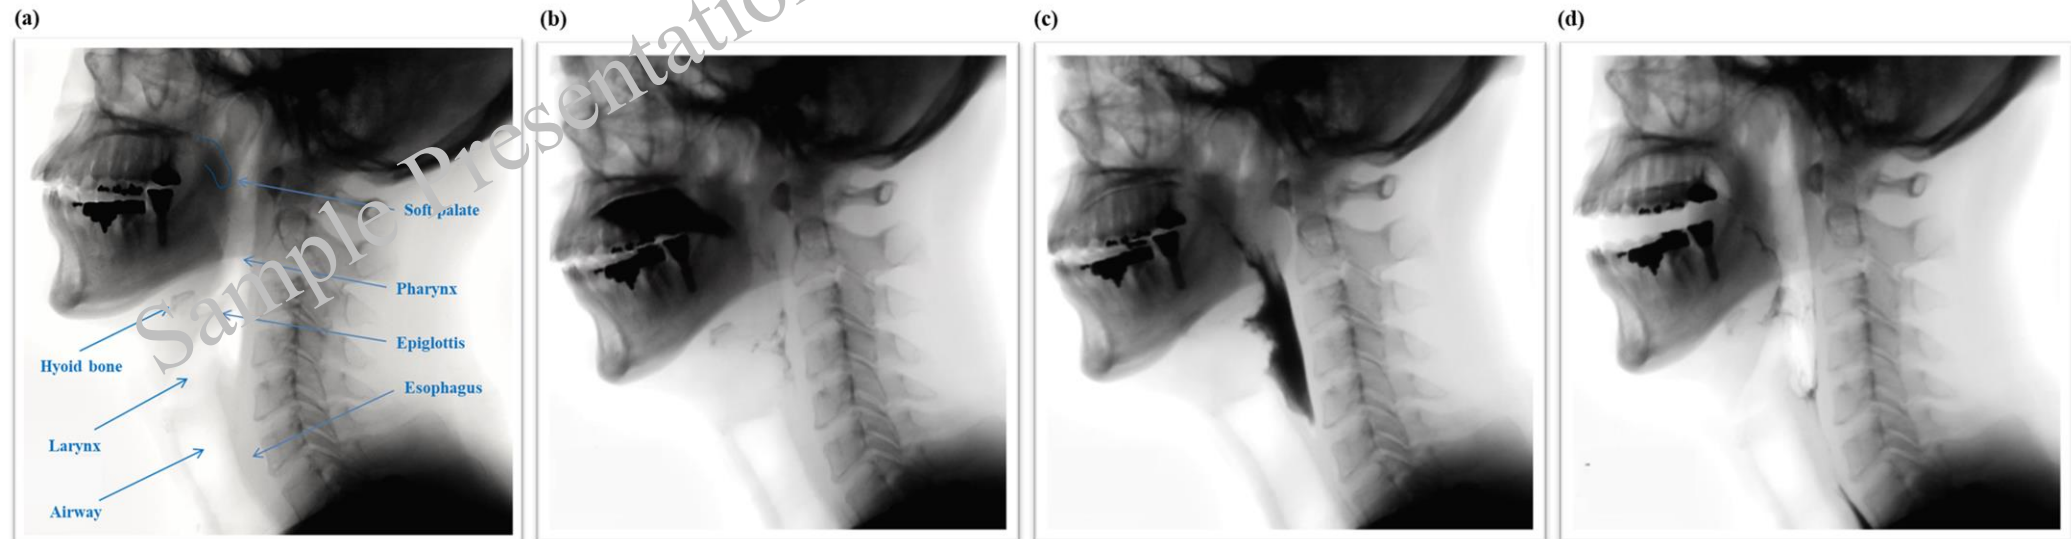 (a)
(b)
(c)
(d)
Soft palate
Pharynx
Epiglottis
Hyoid bone
Esophagus
Larynx
Airway
Sample Presentation